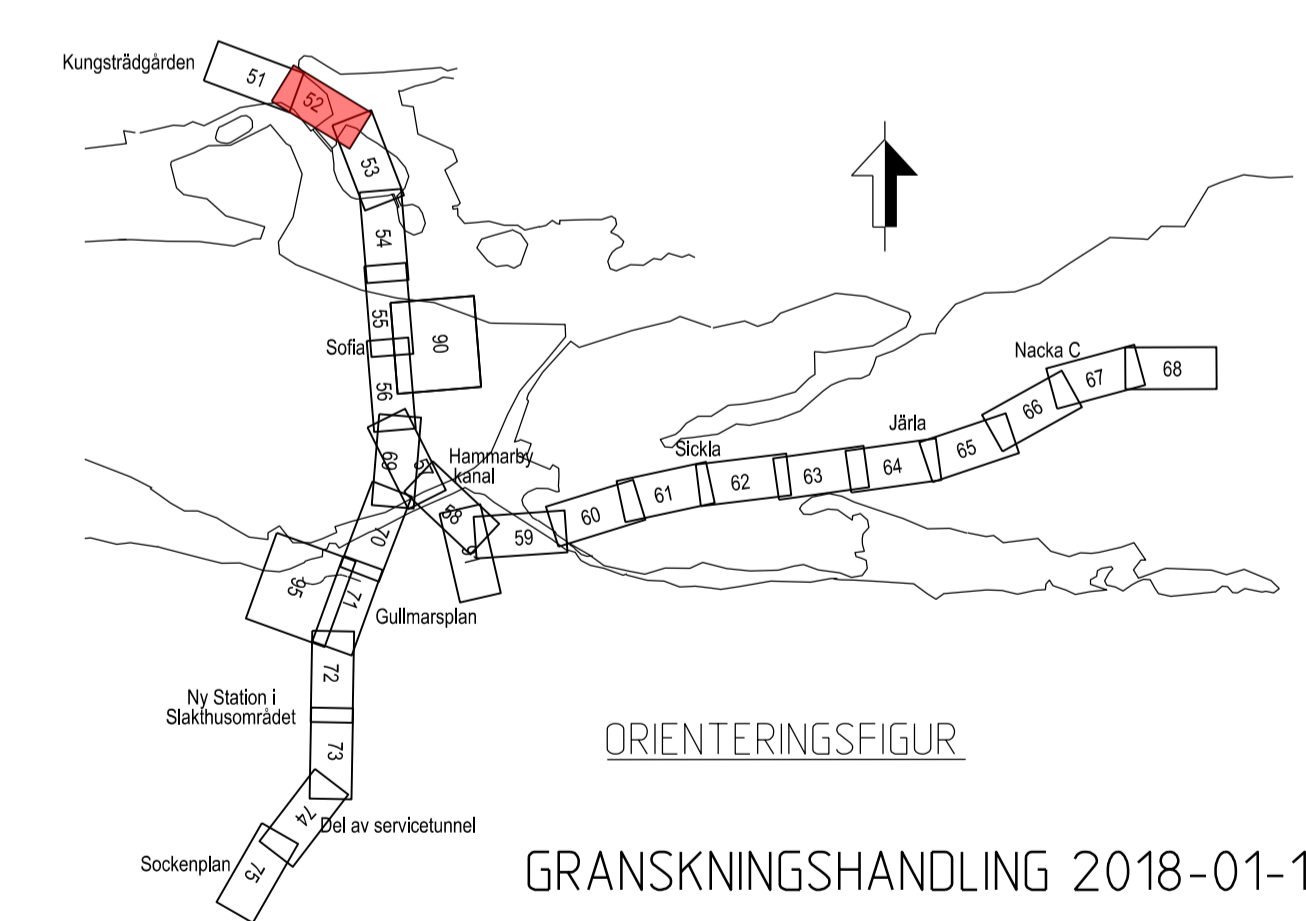 Kungsträdgården
51
52
53
54
55
Sofia
90
56
69
57
Hammarby
kanal
58
59
60
61
Sickla
62
63
64
Järla
65
66
Nacka C
67
68
70
95
71
Gullmarsplan
72
Ny Station i
Slakthusområdet
73
74
Del av servicetunnel
Sockenplan
75
ORIENTERINGSFIGUR
GRANSKNINGSHANDLING 2018-01-1